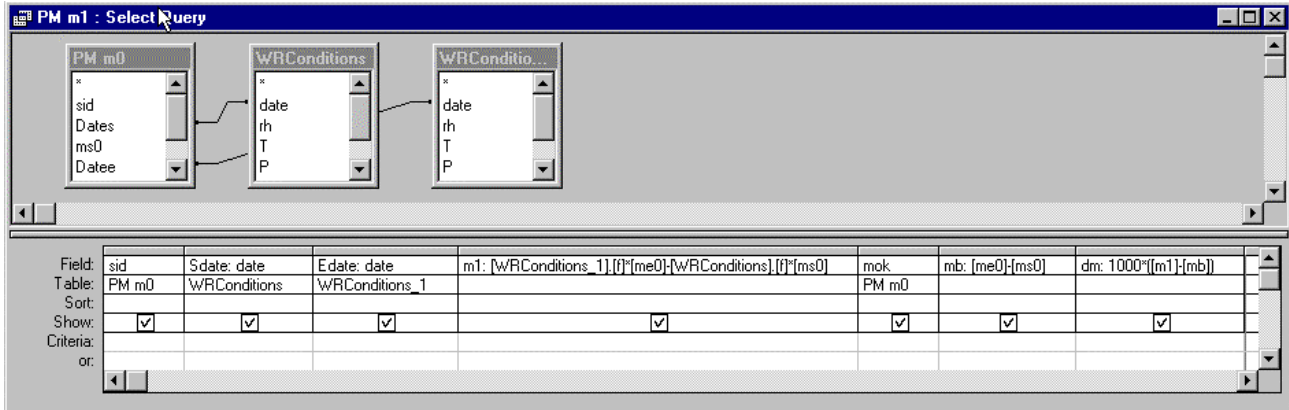 PM m1 : Select Query
PM m0 WRConditions WRConditio...
* * *
sid date date
Dates rh rh
ms0 T T
Datee P P
Field: sid Sdate: date Edate: date m1: [WRConditions_1].[f]*[me0]-[WRConditions].[f]*[ms0] mok mb: [me0]-[ms0] dm: 1000*([m1]-[mb])
Table: PM m0 WRConditions WRConditions_1 PM m0
Sort:
Show:
Criteria:
or: